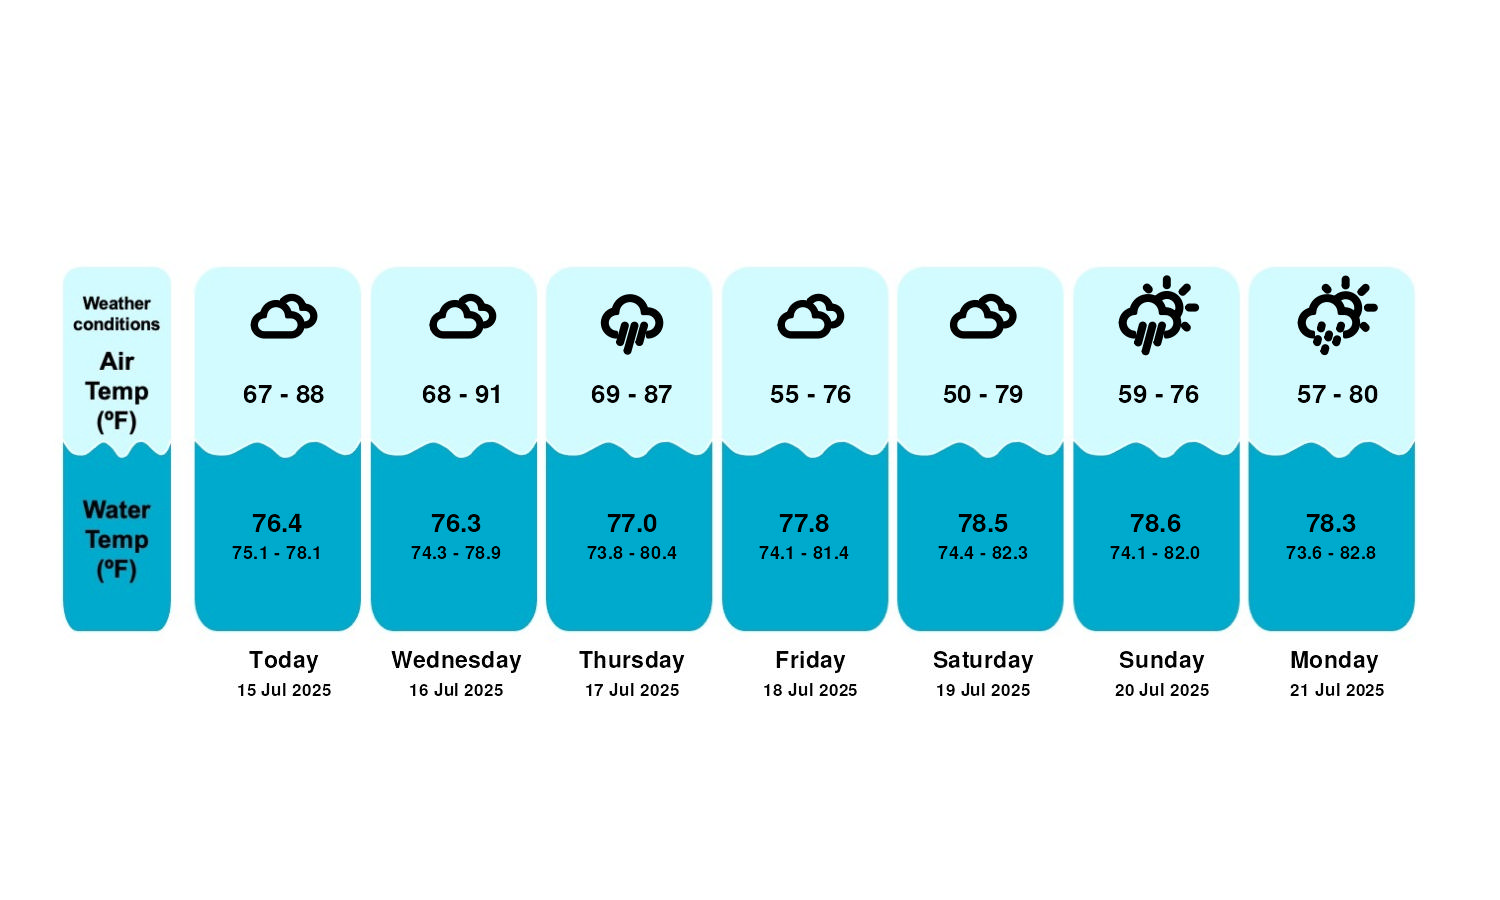 Weather
conditions
Air
Temp
(ºF)
Water
Temp
(ºF)
67 - 88
76.4
75.1 - 78.1
Today
15 Jul 2025
68 - 91
76.3
74.3 - 78.9
Wednesday
16 Jul 2025
69 - 87
77.0
73.8 - 80.4
Thursday
17 Jul 2025
55 - 76
77.8
74.1 - 81.4
Friday
18 Jul 2025
50 - 79
78.5
74.4 - 82.3
Saturday
19 Jul 2025
59 - 76
78.6
74.1 - 82.0
Sunday
20 Jul 2025
57 - 80
78.3
73.6 - 82.8
Monday
21 Jul 2025